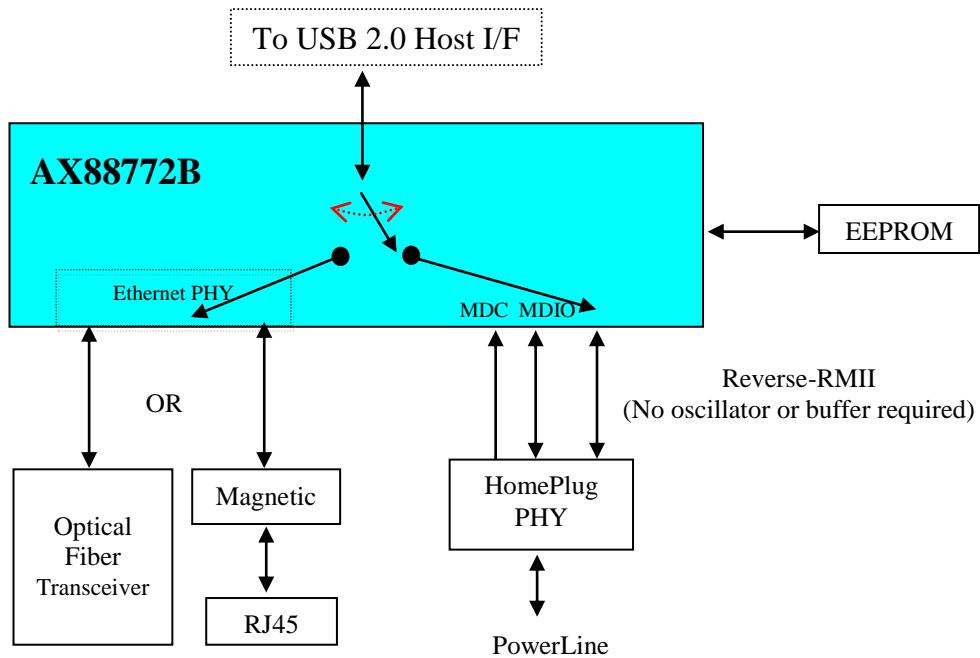 To USB 2.0 Host I/F
AX88772B
EEPROM
Ethernet PHY
MDC MDIO
Reverse-RMII
(No oscillator or buffer required)
OR
Optical
Fiber
Transceiver
Magnetic
RJ45
HomePlug
PHY
PowerLine